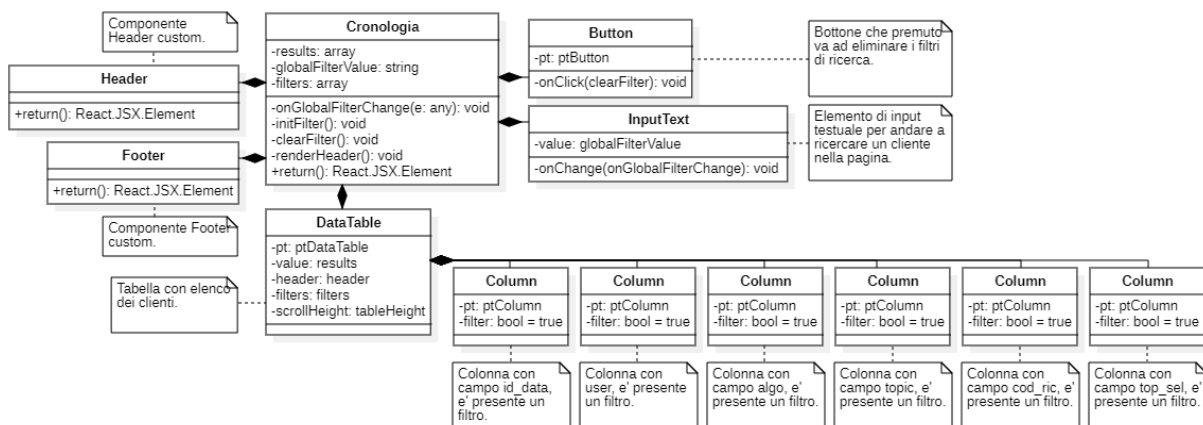 Componente
Header custom.
Header
+return(): React.JSX.Element
Footer
+return(): React.JSX.Element
Componente Footer
custom.
Cronologia
-results: array
-globalFilterValue: string
-filters: array
-onGlobalFilterChange(e: any): void
-initFilter(): void
-clearFilter(): void
-renderHeader(): void
+return(): React.JSX.Element
Button
-pt: ptButton
-onClick(clearFilter): void
Bottone che premuto
va ad eliminare i filtri
di ricerca.
InputText
-value: globalFilterValue
-onChange(onGlobalFilterChange): void
Elemento di input
testuale per andare a
ricercare un cliente
nella pagina.
DataTable
-pt: ptDataTable
-value: results
-header: header
-filters: filters
-scrollHeight: tableHeight
Tabella con elenco
dei clienti.
Column
-pt: ptColumn
-filter: bool = true
Column
-pt: ptColumn
-filter: bool = true
Column
-pt: ptColumn
-filter: bool = true
Column
-pt: ptColumn
-filter: bool = true
Column
-pt: ptColumn
-filter: bool = true
Column
-pt: ptColumn
-filter: bool = true
Colonna con
campo id_data,
e' presente un
filtro.
Colonna con
user, e' presente
un filtro.
Colonna con
campo algo, e'
presente un filtro.
Colonna con
campo topic, e'
presente un filtro.
Colonna con
campo cod_ric, e'
presente un filtro.
Colonna con
campo top_sel, e'
presente un filtro.